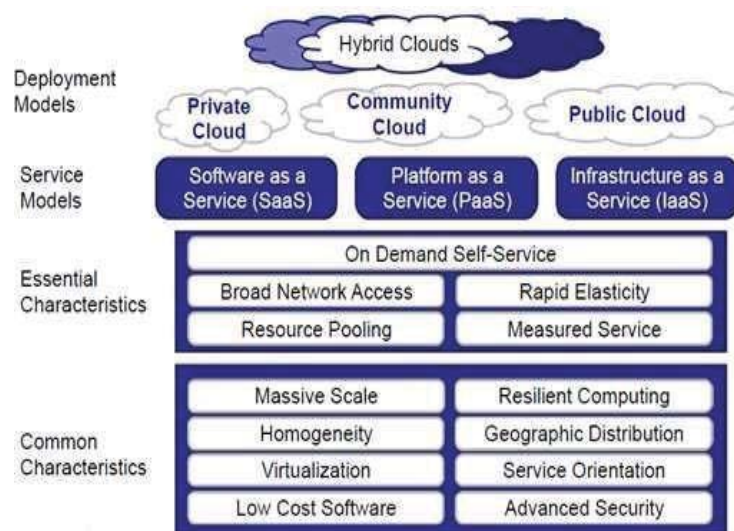 Hybrid Clouds
Deployment
Models
Private
Cloud
Community
Cloud
Public Cloud
Service
Models
Software as a
Service (SaaS)
Platform as a
Service (PaaS)
Infrastructure as a
Service (IaaS)
Essential
Characteristics
On Demand Self-Service
Broad Network Access
Rapid Elasticity
Resource Pooling
Measured Service
Common
Characteristics
Massive Scale
Resilient Computing
Homogeneity
Geographic Distribution
Virtualization
Service Orientation
Low Cost Software
Advanced Security